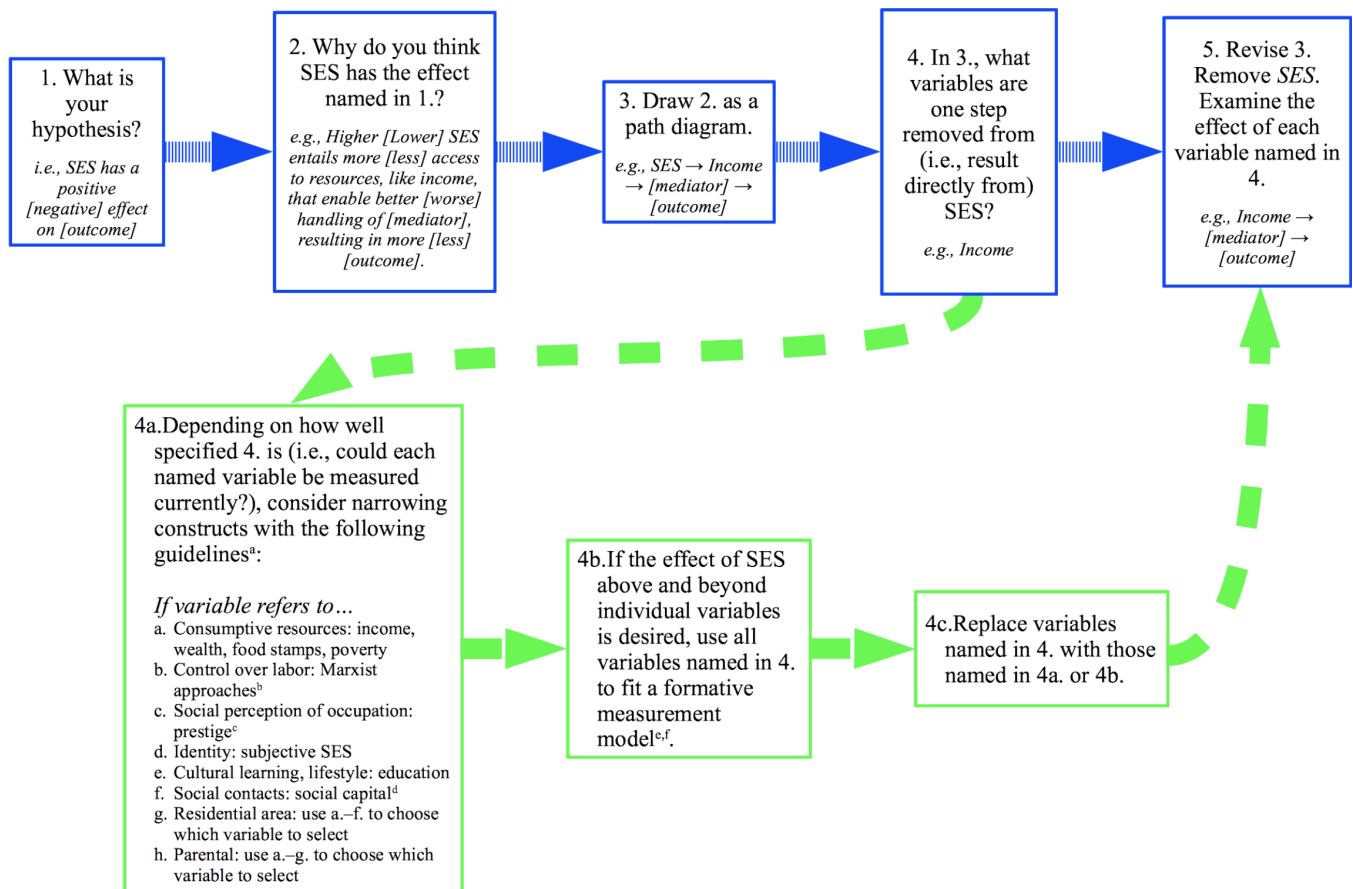 1. What is
your
hypothesis?
i.e., SES has a
positive
[negative] effect
on [outcome]
2. Why do you think
SES has the effect
named in 1.?
e.g., Higher [Lower] SES
entails more [less] access
to resources, like income,
that enable better [worse]
handling of [mediator],
resulting in more [less]
[outcome].
3. Draw 2. as a
path diagram.
e.g., SES → Income
→ [mediator] →
[outcome]
4. In 3., what
variables are
one step
removed from
(i.e., result
directly from)
SES?
e.g., Income
5. Revise 3.
Remove SES.
Examine the
effect of each
variable named in
4.
e.g., Income →
[mediator] →
[outcome]
4a.Depending on how well
specified 4. is (i.e., could each
named variable be measured
currently?), consider narrowing
constructs with the following
guidelinesᵃ:
If variable refers to…
a. Consumptive resources: income,
wealth, food stamps, poverty
b. Control over labor: Marxist
approachesᵇ
c. Social perception of occupation:
prestigeᶜ
d. Identity: subjective SES
e. Cultural learning, lifestyle: education
f. Social contacts: social capitalᵈ
g. Residential area: use a.–f. to choose
which variable to select
h. Parental: use a.–g. to choose which
variable to select
4b.If the effect of SES
above and beyond
individual variables
is desired, use all
variables named in 4.
to fit a formative
measurement
modelᵉ,ᶠ.
4c.Replace variables
named in 4. with those
named in 4a. or 4b.